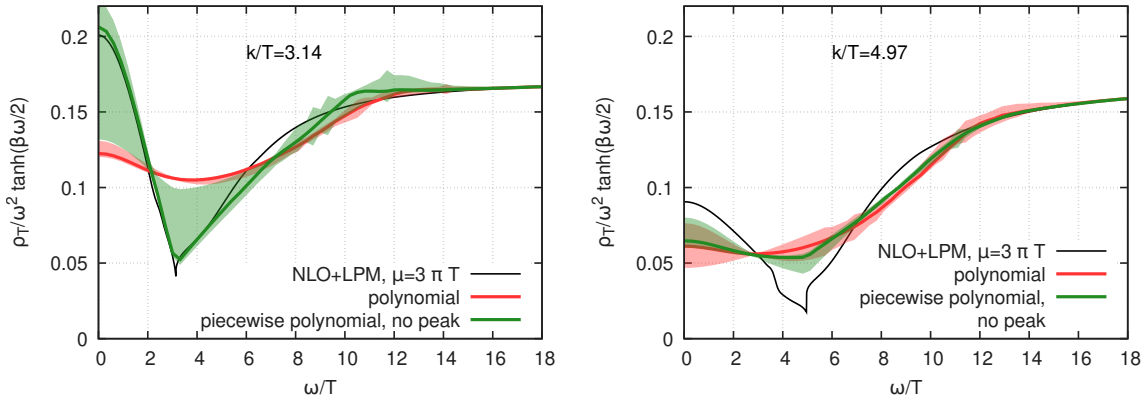 k/T=3.14
ρT/ω² tanh(βω/2)
0.2
0.15
0.1
0.05
0
NLO+LPM, μ=3 π T
polynomial
piecewise polynomial, no peak
0 2 4 6 8 10 12 14 16 18
ω/T
k/T=4.97
ρT/ω² tanh(βω/2)
0.2
0.15
0.1
0.05
0
NLO+LPM, μ=3 π T
polynomial
piecewise polynomial,
no peak
0 2 4 6 8 10 12 14 16 18
ω/T